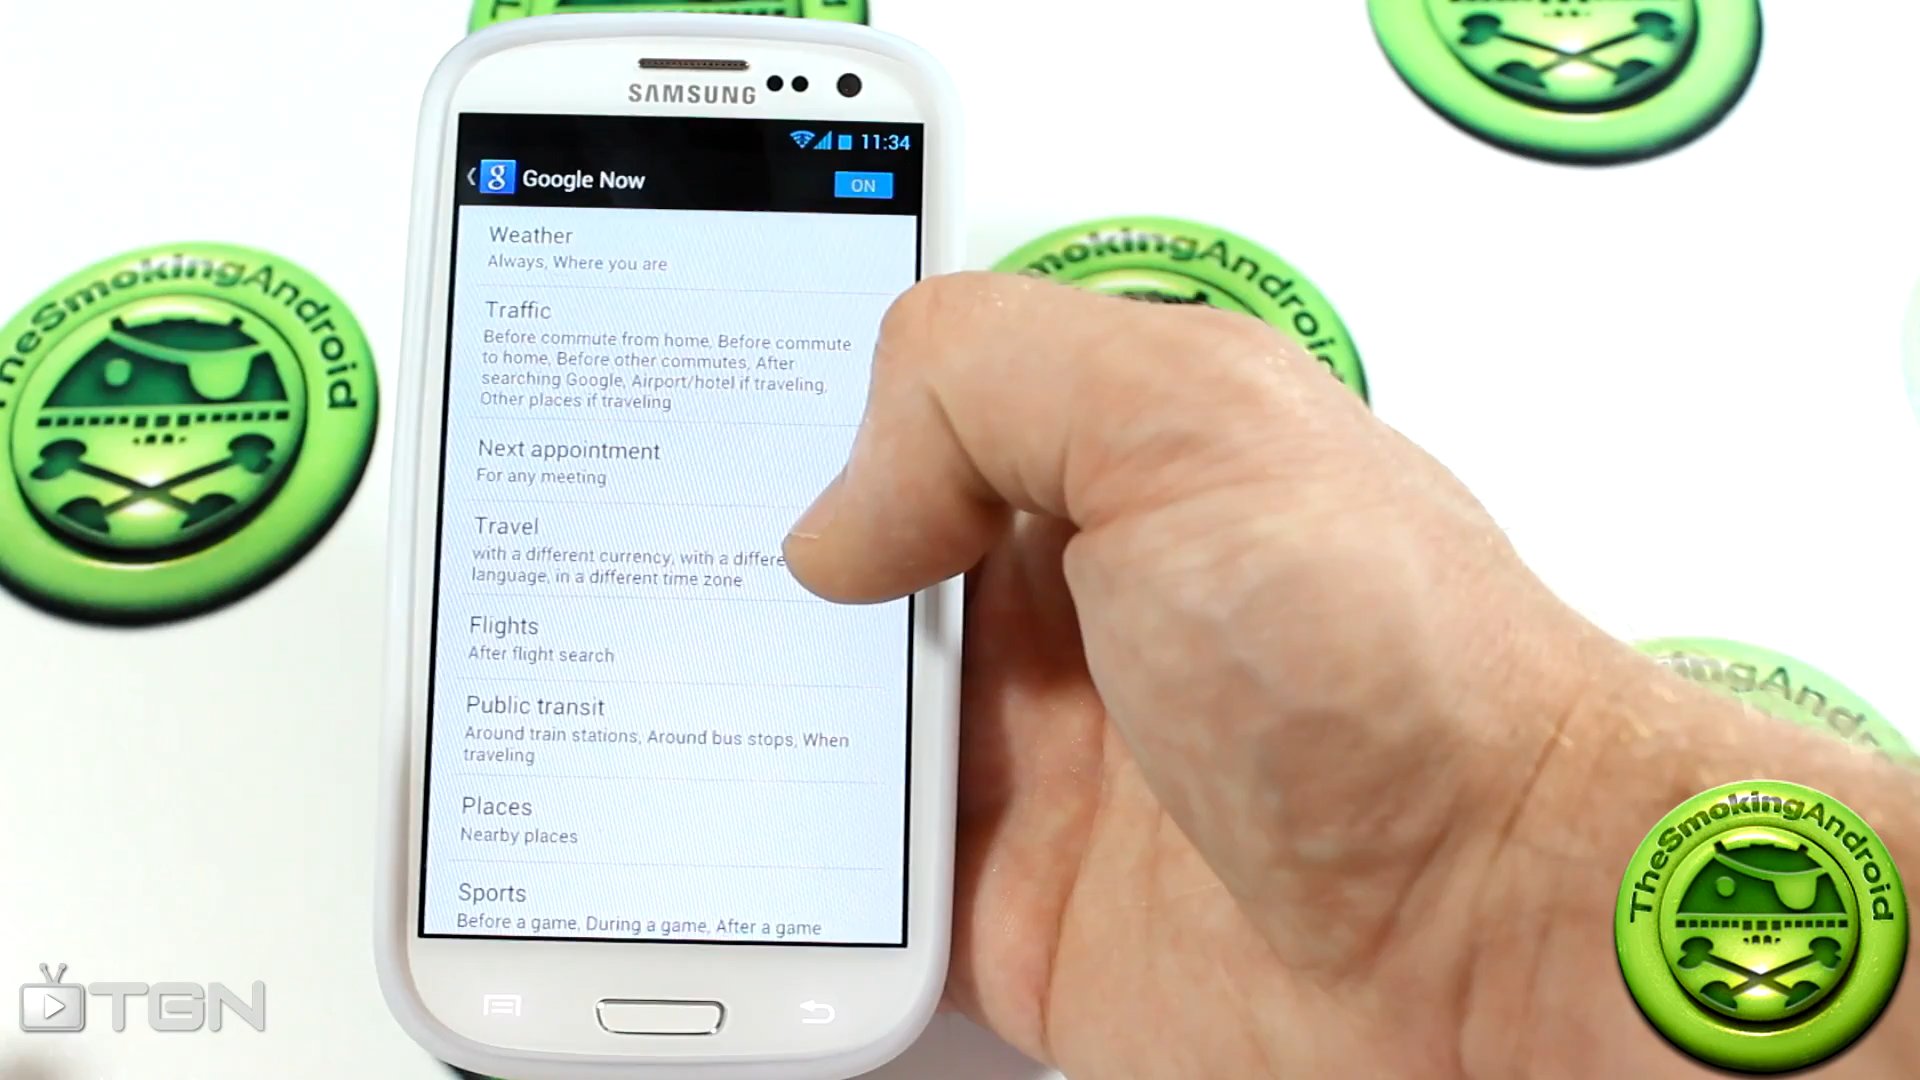 SAMSUNG
11:34
Google Now
ON
Weather
Always, Where you are
Traffic
Before commute from home, Before commute
to home, Before other commutes, After
searching Google, Airport/hotel if traveling,
Other places if traveling
Next appointment
For any meeting
Travel
with a different currency, with a differe
language, in a different time zone
Flights
After flight search
Public transit
Around train stations, Around bus stops, When
traveling
Places
Nearby places
Sports
Before a game, During a game, After a game
TheSmokingAndroid
mokingAndroid
TheSmokingAndroid
TGN